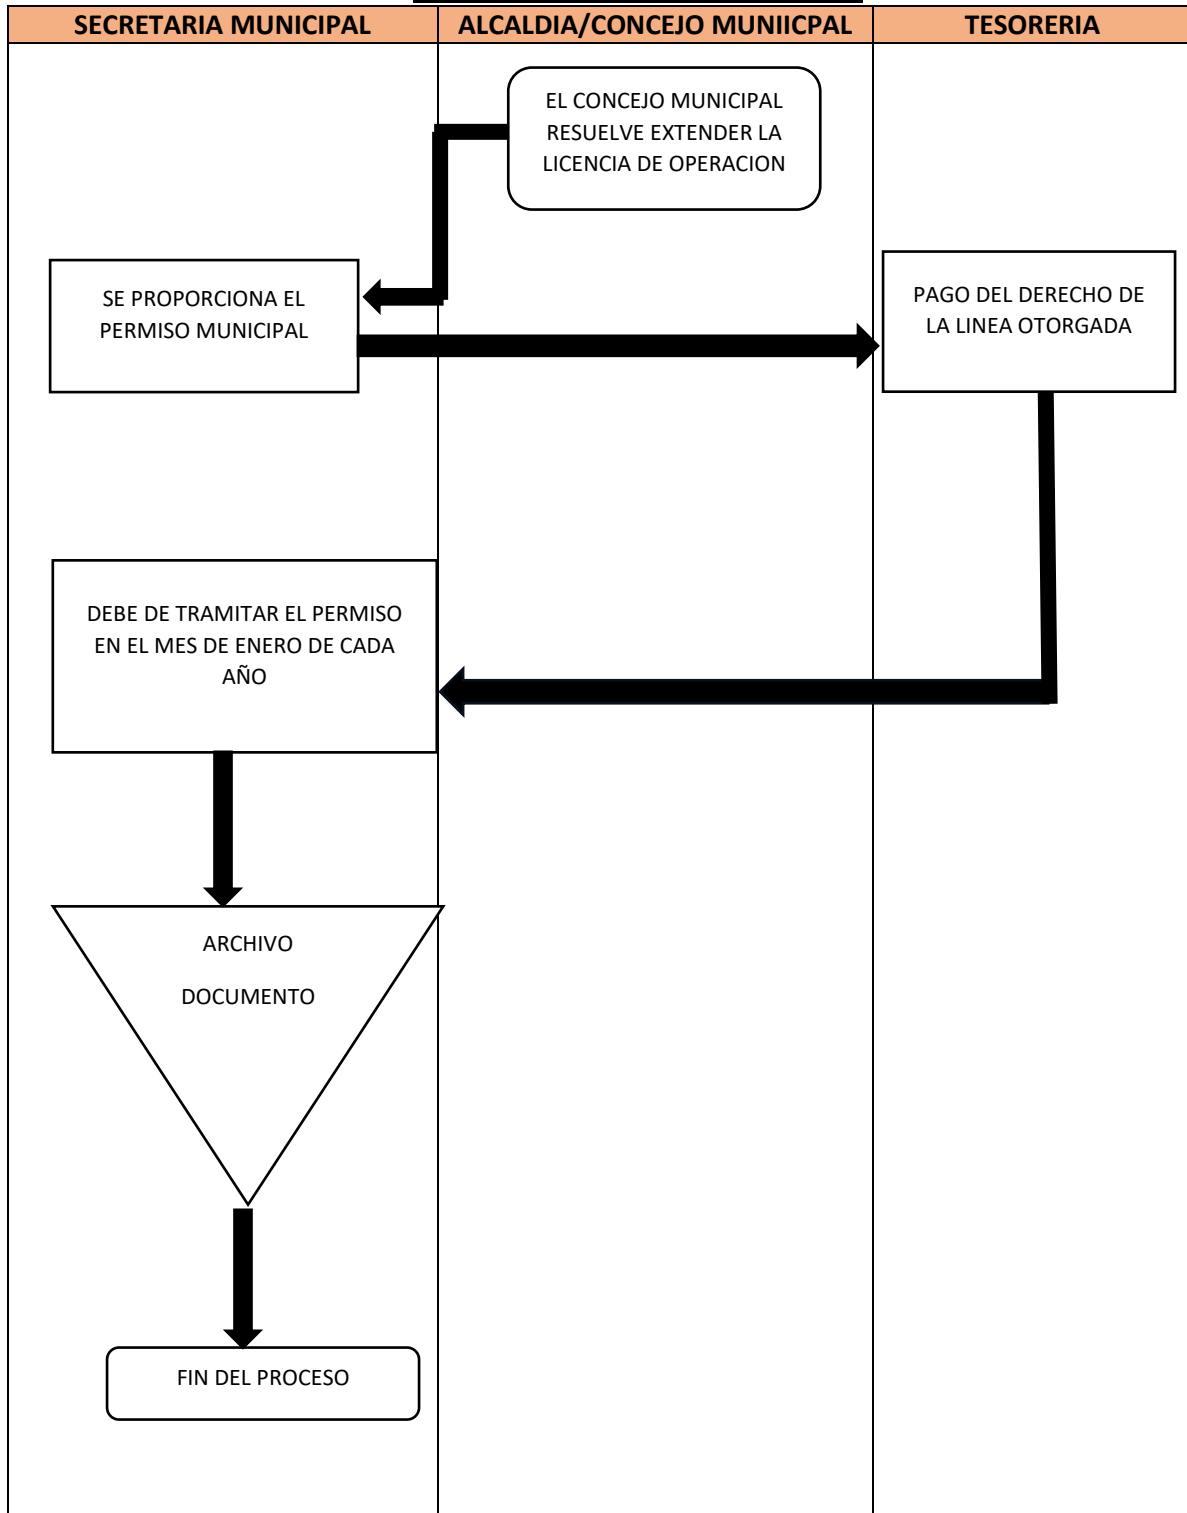 SECRETARIA MUNICIPAL
ALCALDIA/CONCEJO MUNIICPAL
TESORERIA
EL CONCEJO MUNICIPAL
RESUELVE EXTENDER LA
LICENCIA DE OPERACION
SE PROPORCIONA EL
PERMISO MUNICIPAL
PAGO DEL DERECHO DE
LA LINEA OTORGADA
DEBE DE TRAMITAR EL PERMISO
EN EL MES DE ENERO DE CADA
AÑO
ARCHIVO
DOCUMENTO
FIN DEL PROCESO